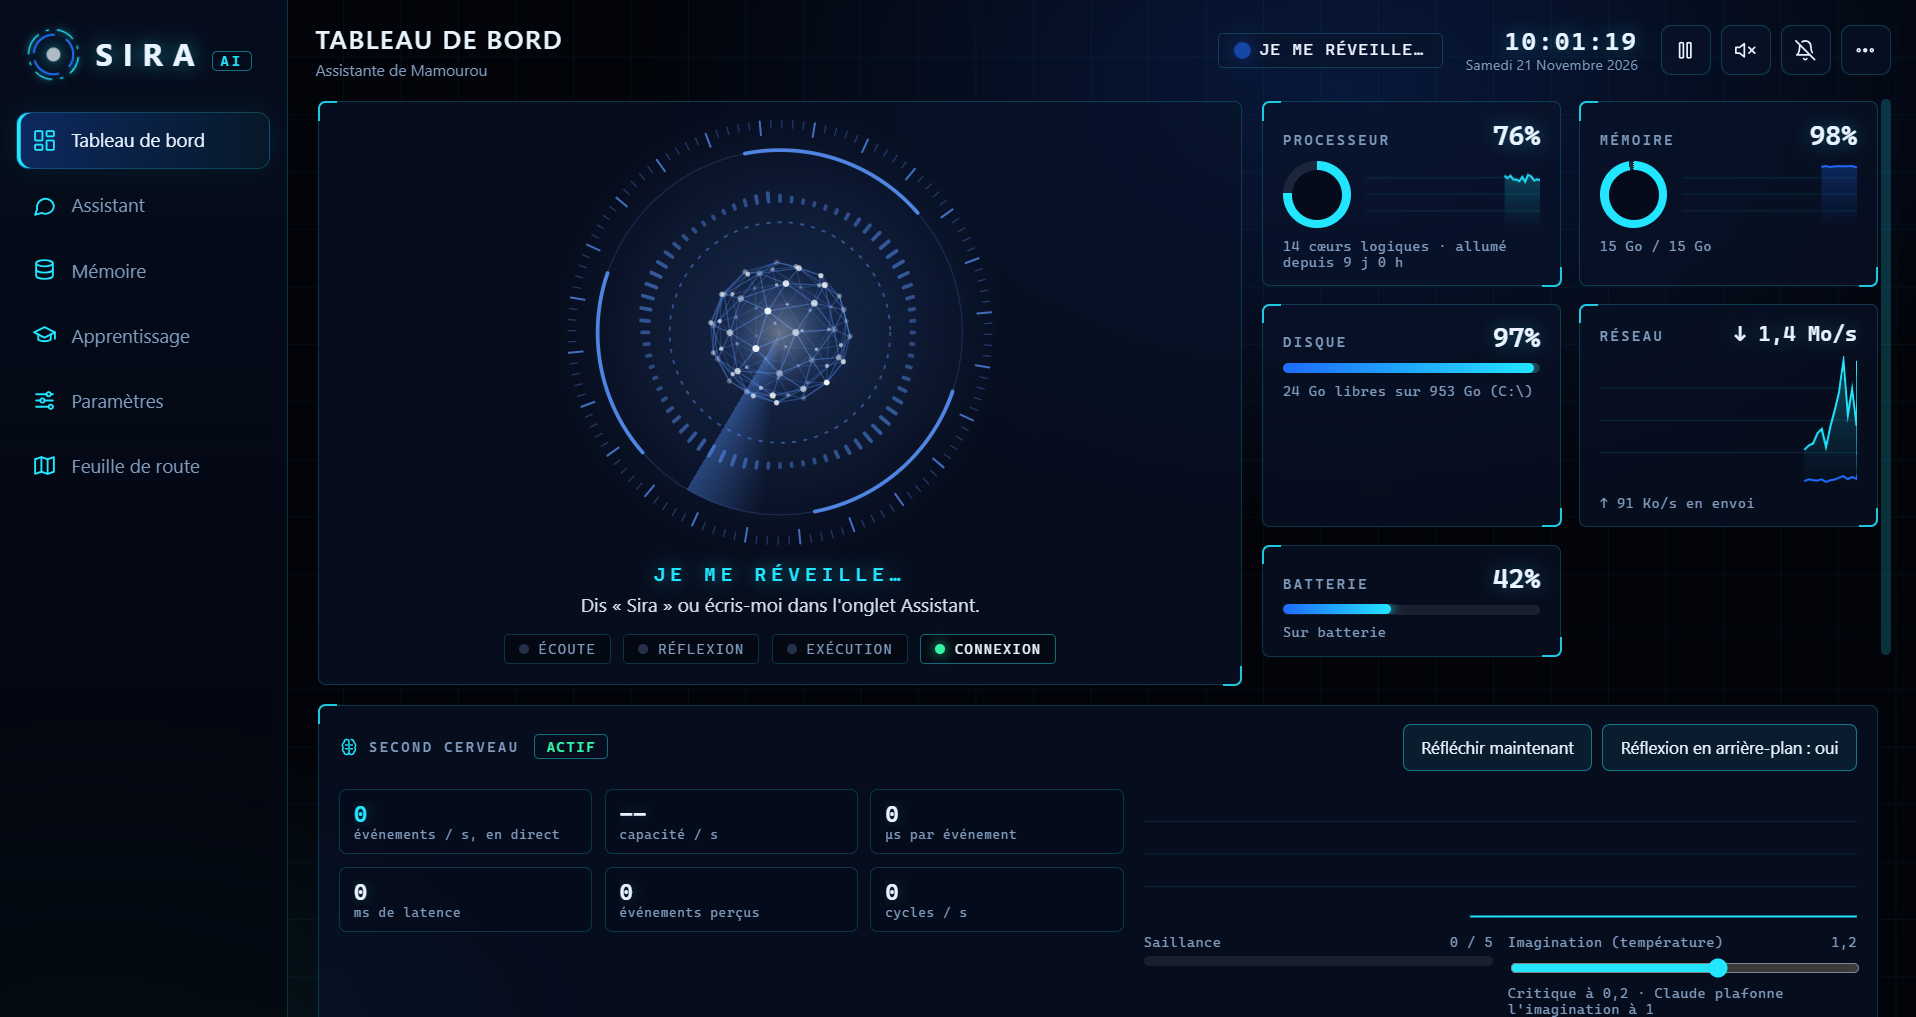 SIRA AI
Tableau de bord
Assistant
Mémoire
Apprentissage
Paramètres
Feuille de route
TABLEAU DE BORD
Assistante de Mamourou
JE ME RÉVEILLE…
10:01:19
Samedi 21 Novembre 2026
JE ME RÉVEILLE…
Dis « Sira » ou écris-moi dans l'onglet Assistant.
ÉCOUTE
RÉFLEXION
EXÉCUTION
CONNEXION
PROCESSEUR 76%
14 cœurs logiques · allumé
depuis 9 j 0 h
MÉMOIRE 98%
15 Go / 15 Go
DISQUE 97%
24 Go libres sur 953 Go (C:\)
RÉSEAU ↓ 1,4 Mo/s
↑ 91 Ko/s en envoi
BATTERIE 42%
Sur batterie
SECOND CERVEAU ACTIF
Réfléchir maintenant
Réflexion en arrière-plan : oui
0
événements / s, en direct
——
capacité / s
0
µs par événement
0
ms de latence
0
événements perçus
0
cycles / s
Saillance 0 / 5
Imagination (température) 1,2
Critique à 0,2 · Claude plafonne
l'imagination à 1